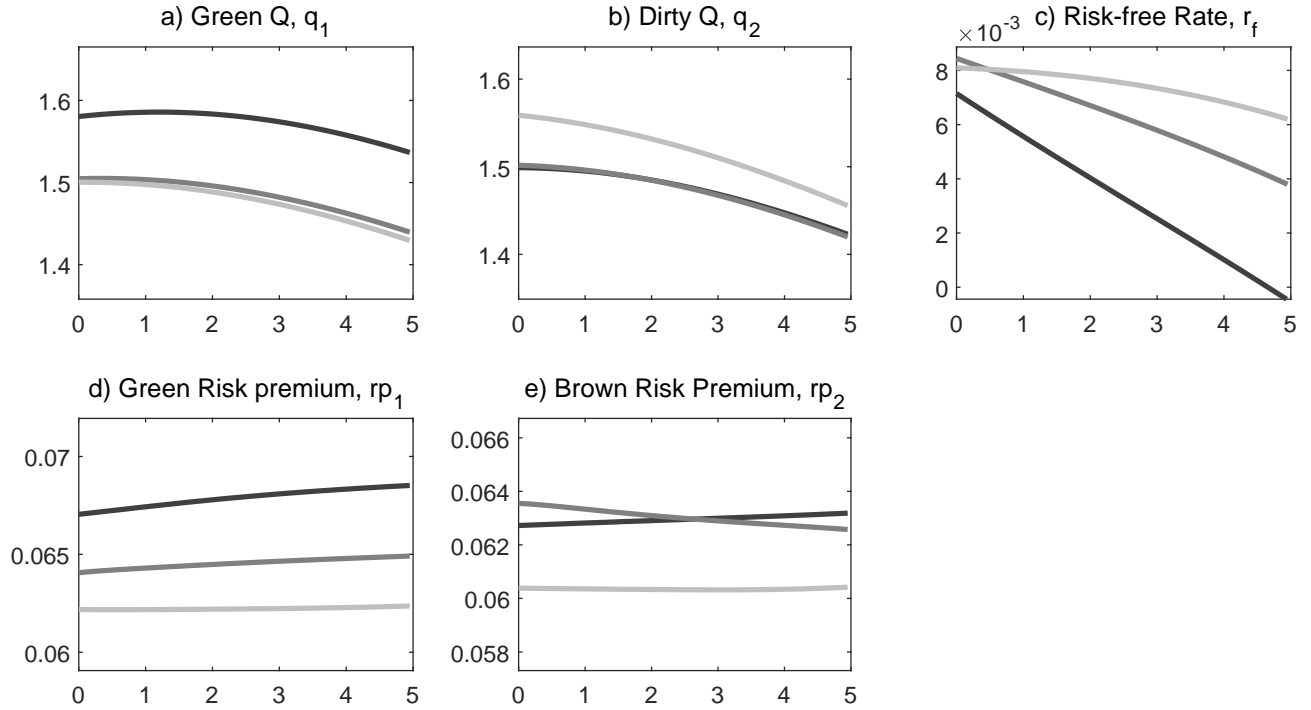 a) Green Q, q1
1.6
1.5
1.4
0 1 2 3 4 5
b) Dirty Q, q2
1.6
1.5
1.4
0 1 2 3 4 5
c) Risk-free Rate, rf
×10-3
8
6
4
2
0
0 1 2 3 4 5
d) Green Risk premium, rp1
0.07
0.065
0.06
0 1 2 3 4 5
e) Brown Risk Premium, rp2
0.066
0.064
0.062
0.06
0.058
0 1 2 3 4 5